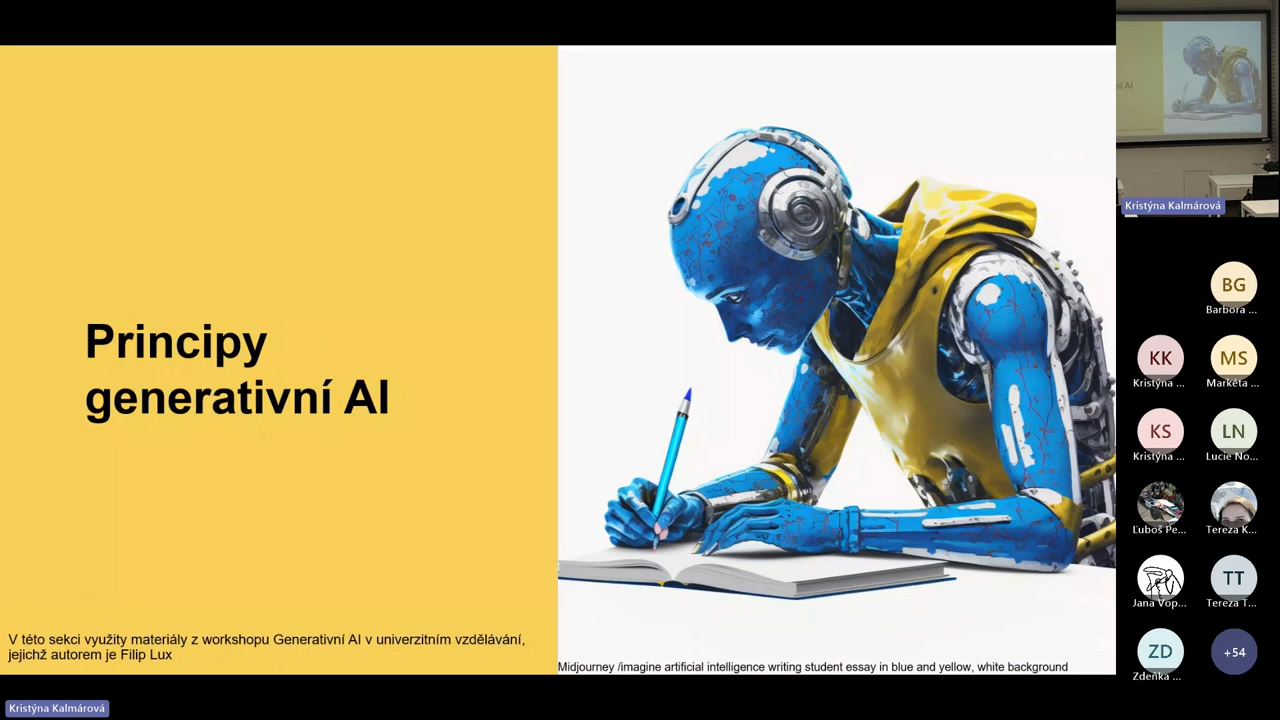 Principy
generativní AI
V této sekci využity materiály z workshopu Generativní AI v univerzitním vzdělávání,
jejichž autorem je Filip Lux
Midjourney /imagine artificial intelligence writing student essay in blue and yellow, white background
Kristýna Kalmárová
Kristýna Kalmárová
BG
Barbora ...
KK
Kristýna ...
MS
Markéta ...
KS
Kristýna ...
LN
Lucie No...
Ľuboš Pe...
Tereza K...
Jana Vop...
TT
Tereza T...
ZD
Zdeňka ...
+54